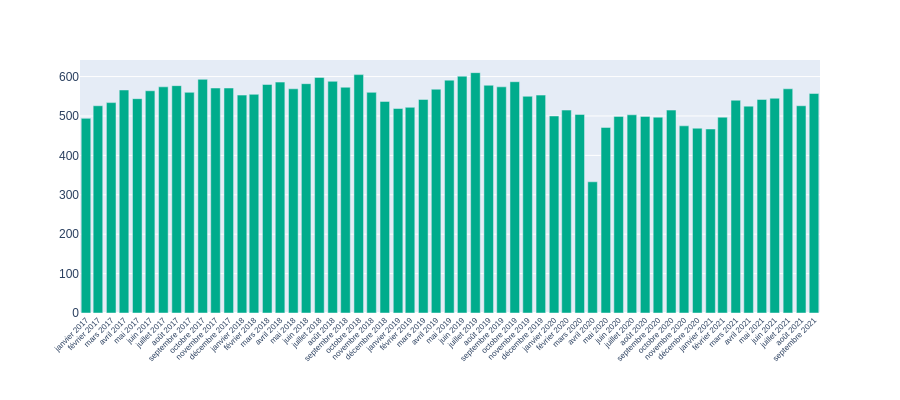 600
500
400
300
200
100
0
janvier 2017
février 2017
mars 2017
avril 2017
mai 2017
juin 2017
juillet 2017
août 2017
septembre 2017
octobre 2017
novembre 2017
décembre 2017
janvier 2018
février 2018
mars 2018
avril 2018
mai 2018
juin 2018
juillet 2018
août 2018
septembre 2018
octobre 2018
novembre 2018
décembre 2018
janvier 2019
février 2019
mars 2019
avril 2019
mai 2019
juin 2019
juillet 2019
août 2019
septembre 2019
octobre 2019
novembre 2019
décembre 2019
janvier 2020
février 2020
mars 2020
avril 2020
mai 2020
juin 2020
juillet 2020
août 2020
septembre 2020
octobre 2020
novembre 2020
décembre 2020
janvier 2021
février 2021
mars 2021
avril 2021
mai 2021
juin 2021
juillet 2021
août 2021
septembre 2021